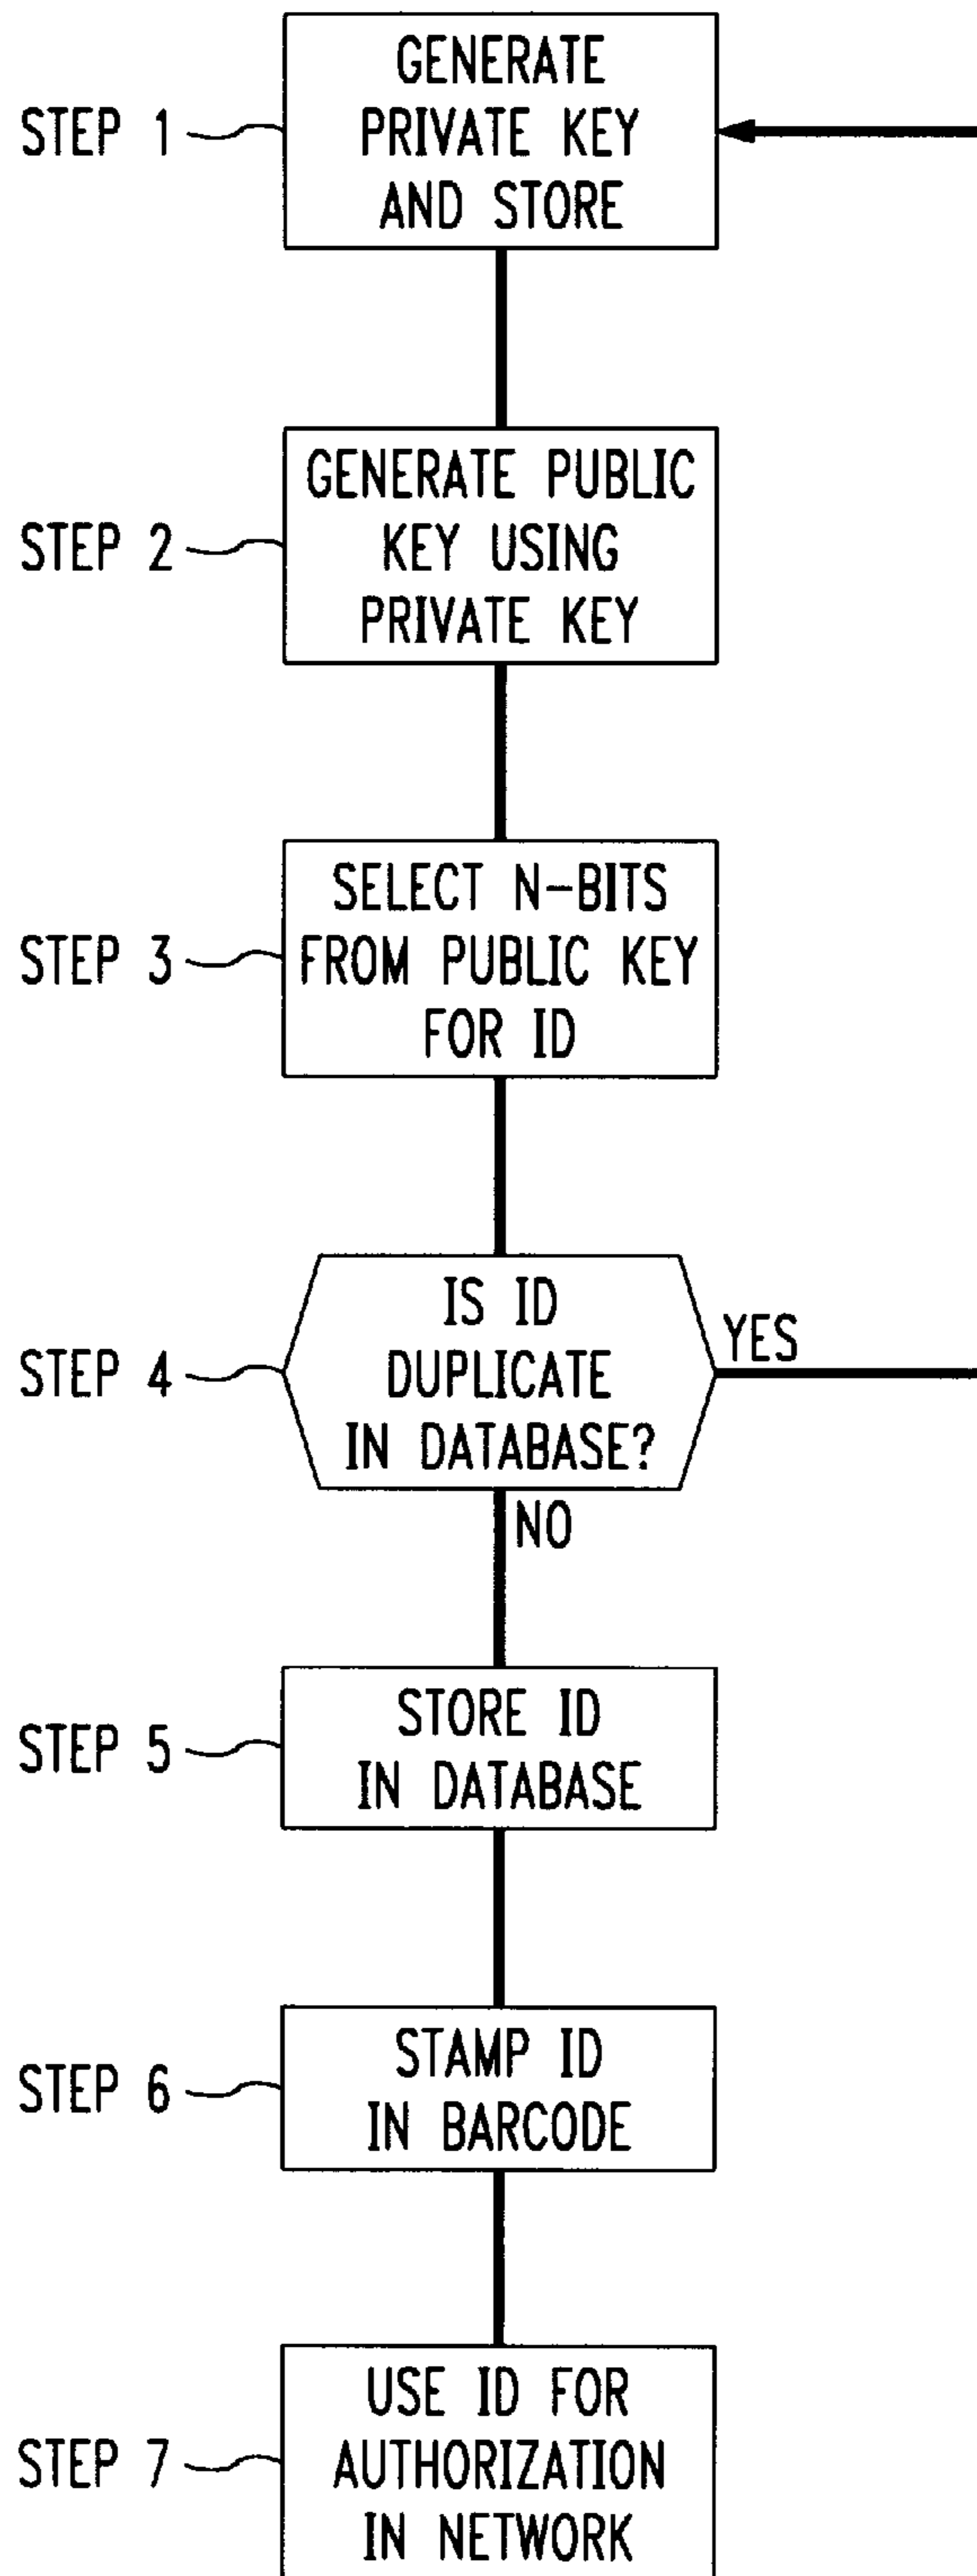 STEP 1
GENERATE
PRIVATE KEY
AND STORE
STEP 2
GENERATE PUBLIC
KEY USING
PRIVATE KEY
STEP 3
SELECT N-BITS
FROM PUBLIC KEY
FOR ID
STEP 4
IS ID
DUPLICATE
IN DATABASE?
YES
NO
STEP 5
STORE ID
IN DATABASE
STEP 6
STAMP ID
IN BARCODE
STEP 7
USE ID FOR
AUTHORIZATION
IN NETWORK